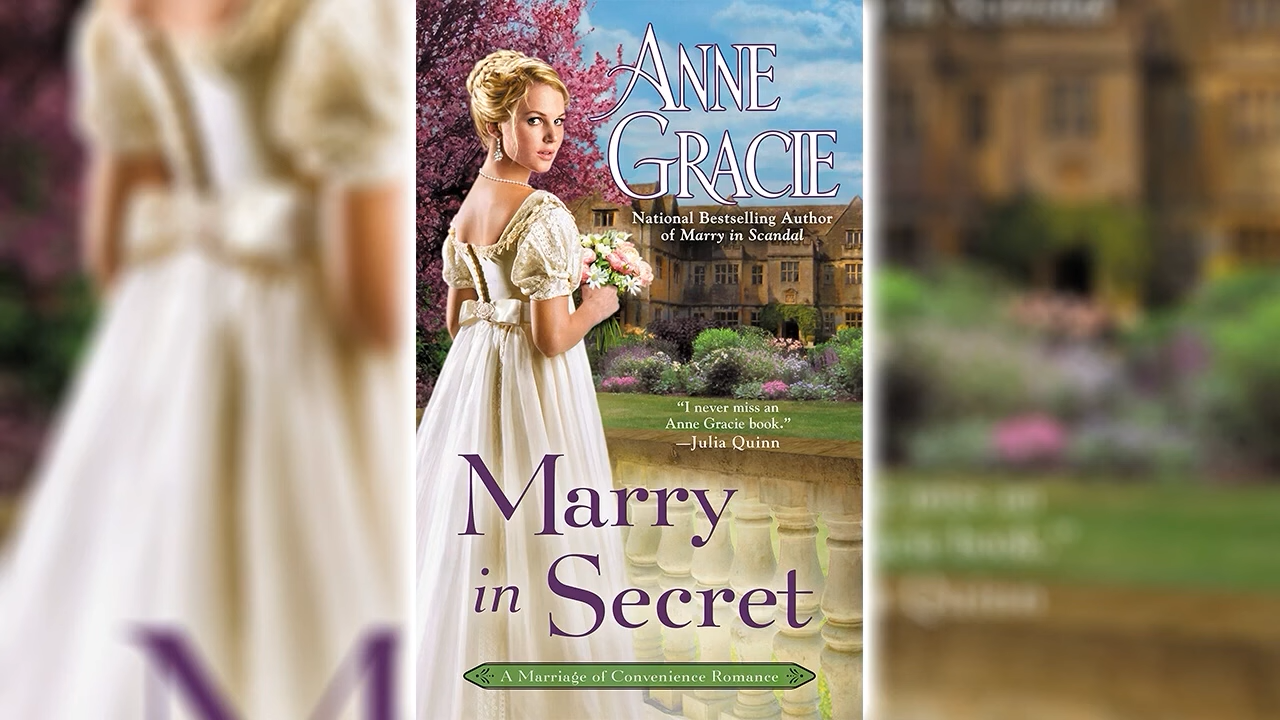 ANNE
GRACIE
National Bestselling Author
of Marry in Scandal
“I never miss an
Anne Gracie book.”
—Julia Quinn
Marry
in Secret
A Marriage of Convenience Romance